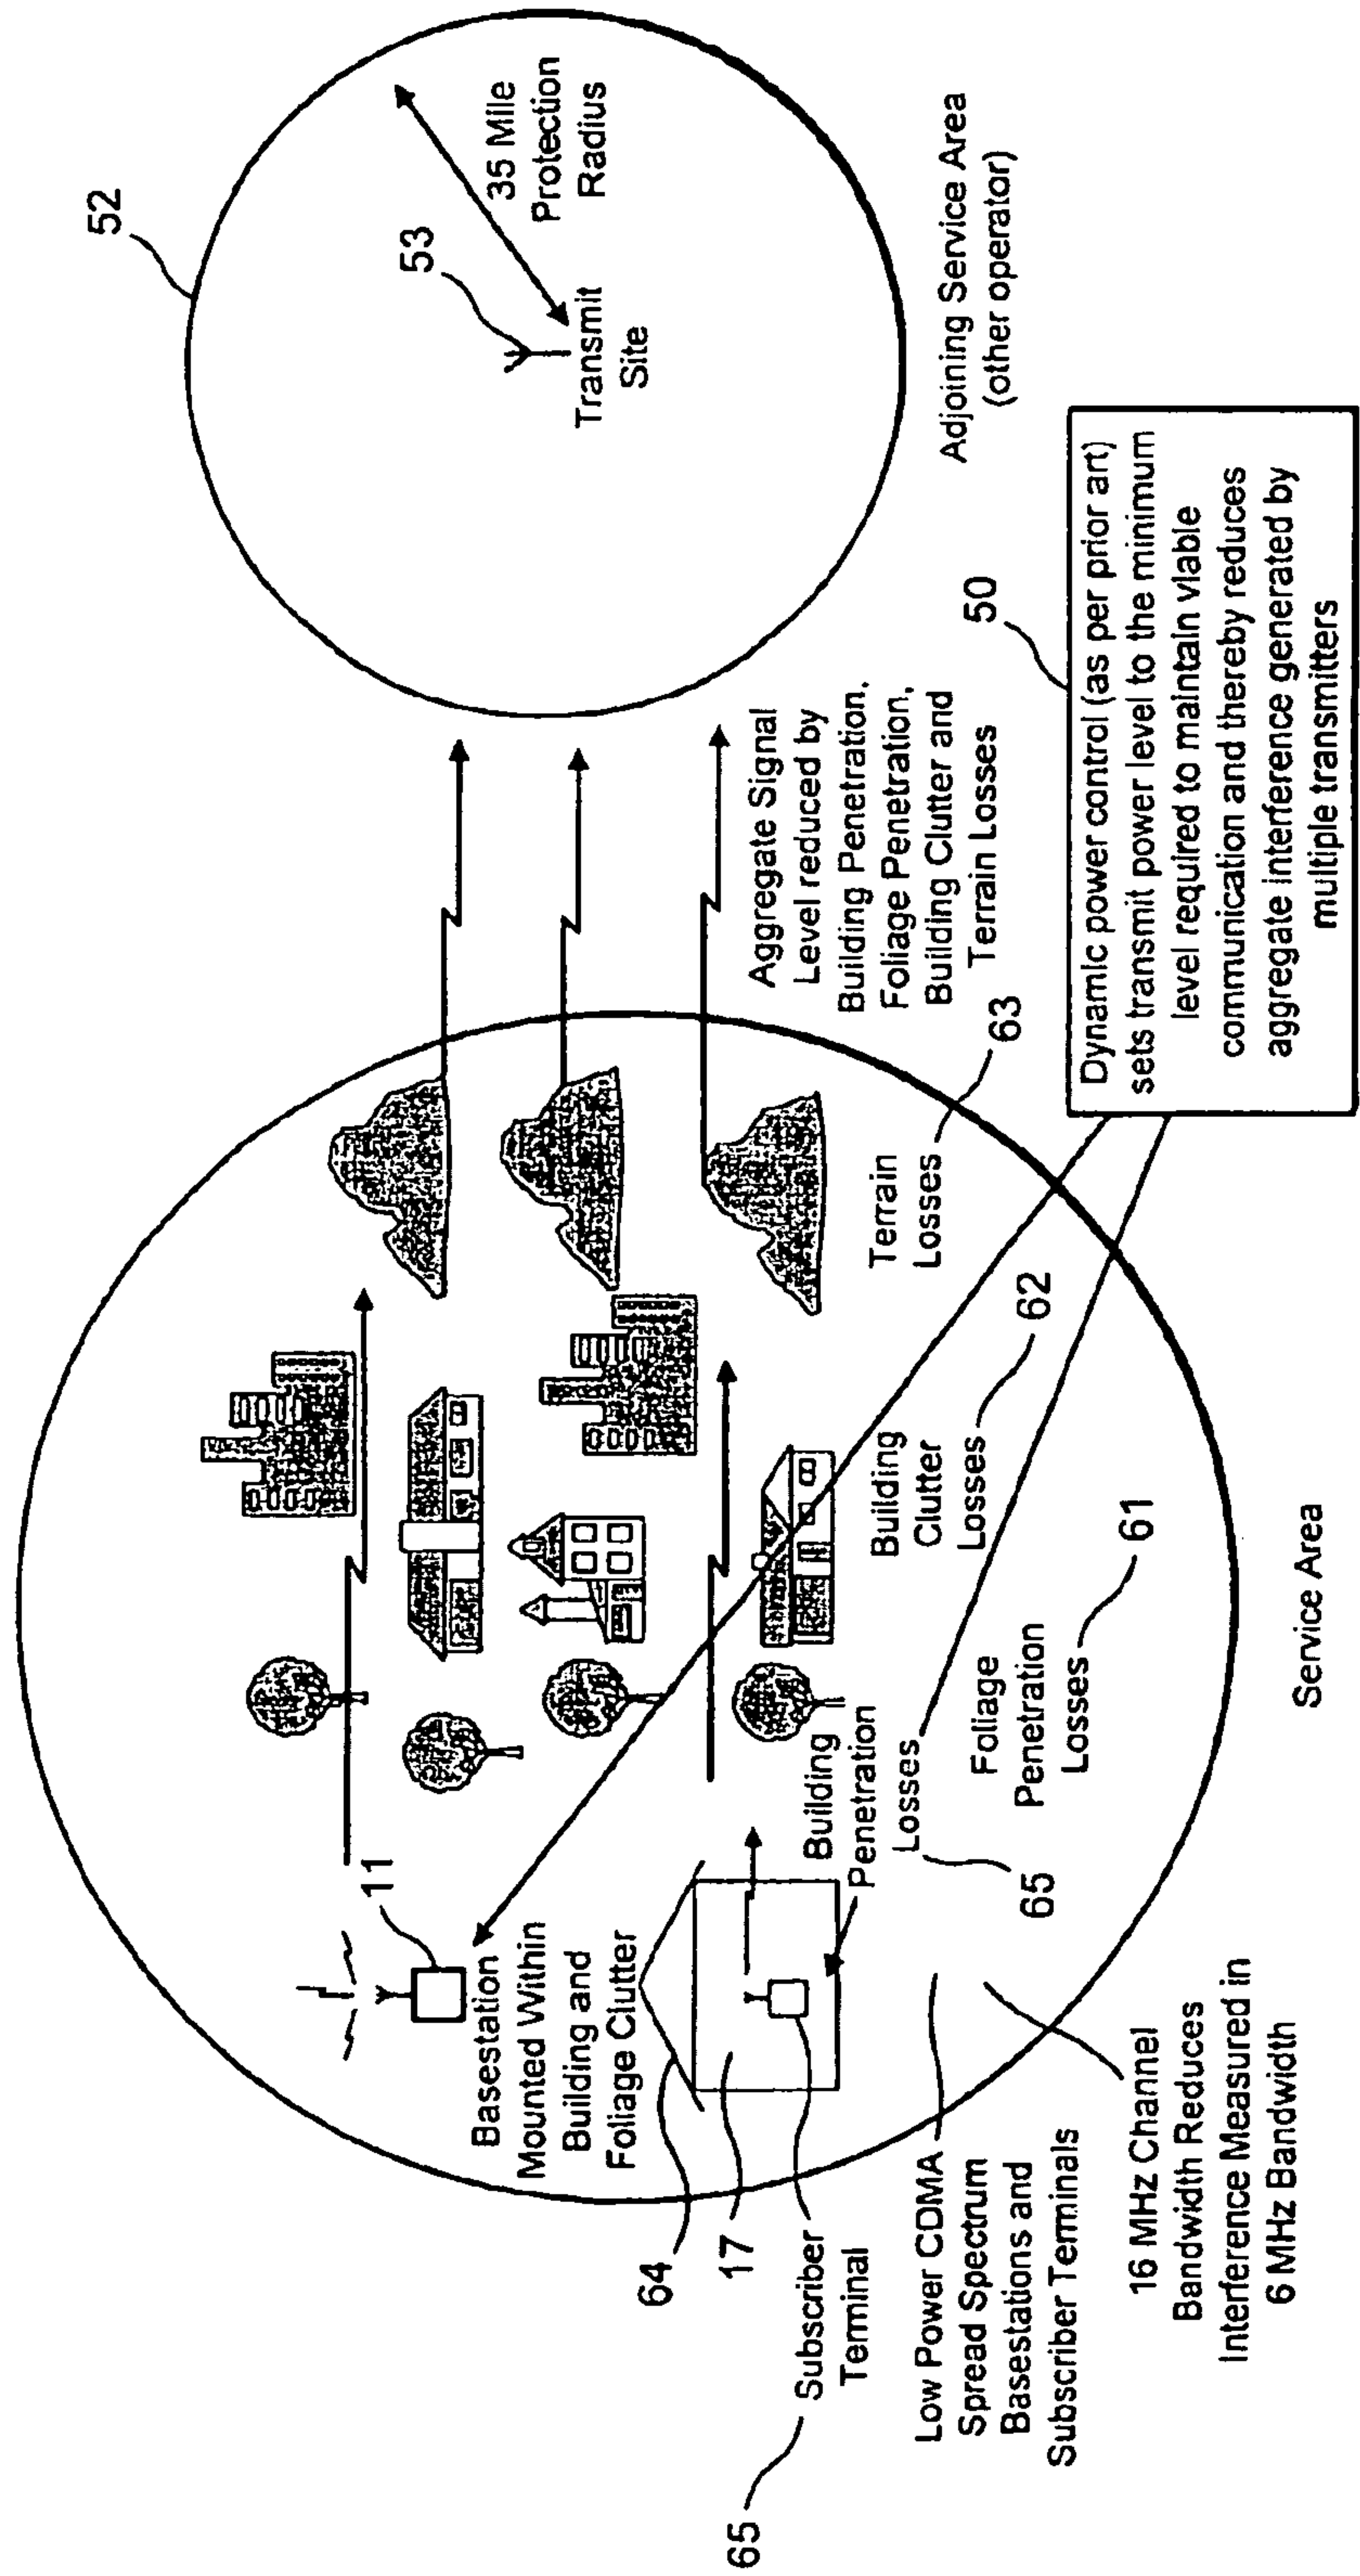 52
53
35 Mile
Protection
Radius
Transmit
Site
Adjoining Service Area
(other operator)
11
Basestation
Mounted Within
Building and
Foliage Clutter
64
17
65
Subscriber
Terminal
Building
Penetration
Losses
65
Foliage
Penetration
Losses
61
Building
Clutter
Losses
62
Terrain
Losses
63
Aggregate Signal
Level reduced by
Building Penetration,
Foliage Penetration,
Building Clutter and
Terrain Losses
Low Power CDMA
Spread Spectrum
Basestations and
Subscriber Terminals
16 MHz Channel
Bandwidth Reduces
Interference Measured in
6 MHz Bandwidth
Service Area
50
Dynamic power control (as per prior art)
sets transmit power level to the minimum
level required to maintain viable
communication and thereby reduces
aggregate interference generated by
multiple transmitters